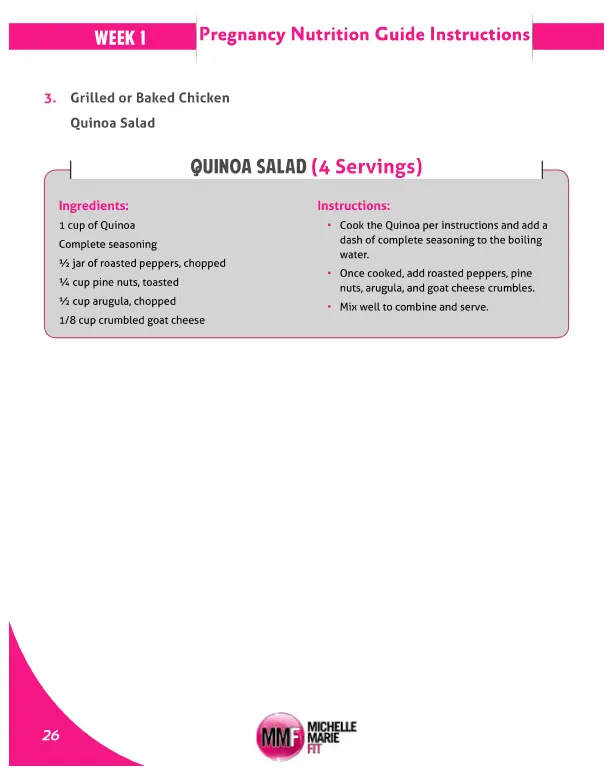 WEEK 1
Pregnancy Nutrition Guide Instructions
3. Grilled or Baked Chicken
Quinoa Salad
QUINOA SALAD (4 Servings)
Ingredients:
1 cup of Quinoa
Complete seasoning
½ jar of roasted peppers, chopped
¼ cup pine nuts, toasted
½ cup arugula, chopped
1/8 cup crumbled goat cheese
Instructions:
• Cook the Quinoa per instructions and add a
dash of complete seasoning to the boiling
water.
• Once cooked, add roasted peppers, pine
nuts, arugula, and goat cheese crumbles.
• Mix well to combine and serve.
26
MMF
MICHELLE
MARIE
FIT